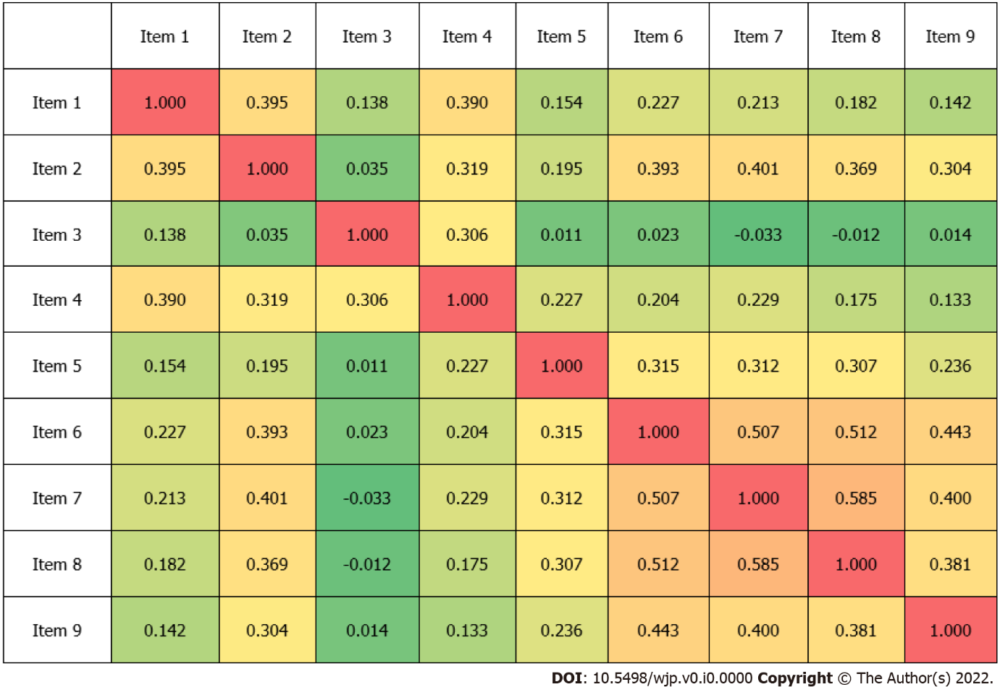 Item 1 Item 2 Item 3 Item 4 Item 5 Item 6 Item 7 Item 8 Item 9
Item 1 1.000 0.395 0.138 0.390 0.154 0.227 0.213 0.182 0.142
Item 2 0.395 1.000 0.035 0.319 0.195 0.393 0.401 0.369 0.304
Item 3 0.138 0.035 1.000 0.306 0.011 0.023 -0.033 -0.012 0.014
Item 4 0.390 0.319 0.306 1.000 0.227 0.204 0.229 0.175 0.133
Item 5 0.154 0.195 0.011 0.227 1.000 0.315 0.312 0.307 0.236
Item 6 0.227 0.393 0.023 0.204 0.315 1.000 0.507 0.512 0.443
Item 7 0.213 0.401 -0.033 0.229 0.312 0.507 1.000 0.585 0.400
Item 8 0.182 0.369 -0.012 0.175 0.307 0.512 0.585 1.000 0.381
Item 9 0.142 0.304 0.014 0.133 0.236 0.443 0.400 0.381 1.000
DOI: 10.5498/wjp.v0.i0.0000 Copyright © The Author(s) 2022.